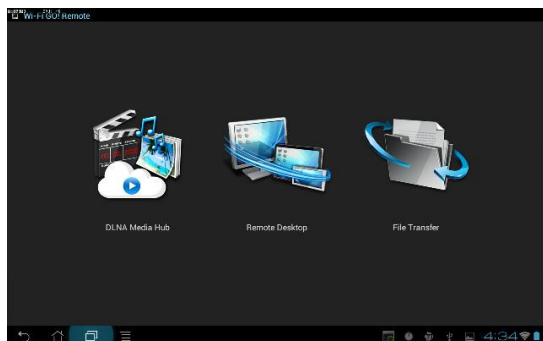 Wi-Fi GO! Remote
DLNA Media Hub
Remote Desktop
File Transfer
4:34